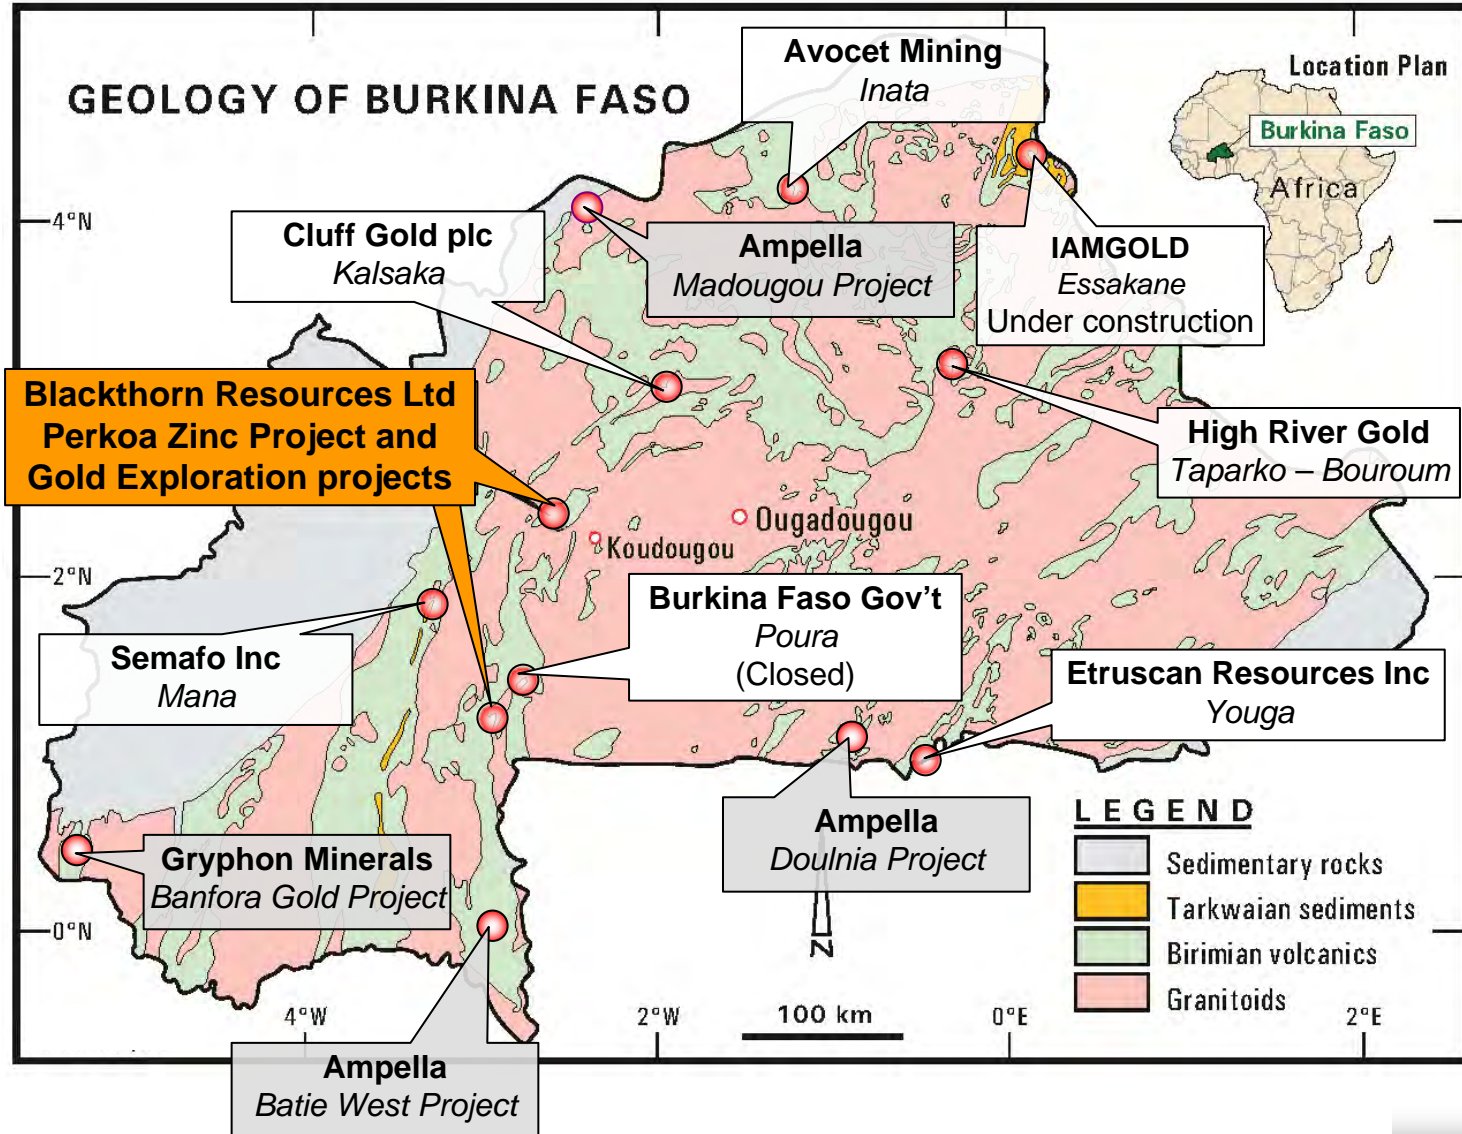 GEOLOGY OF BURKINA FASO
Avocet Mining
Inata
Location Plan
Burkina Faso
Africa
4°N
Cluff Gold plc
Kalsaka
Ampella
Madougou Project
IAMGOLD
Essakane
Under construction
Blackthorn Resources Ltd
Perkoa Zinc Project and
Gold Exploration projects
High River Gold
Taparko – Bouroum
Ougadougou
Koudougou
2°N
Burkina Faso Gov't
Poura
(Closed)
Semafo Inc
Mana
Etruscan Resources Inc
Youga
Gryphon Minerals
Banfora Gold Project
Ampella
Doulnia Project
LEGEND
Sedimentary rocks
Tarkwaian sediments
Birimian volcanics
Granitoids
0°N
N
4°W
2°W
100 km
0°E
2°E
Ampella
Batie West Project